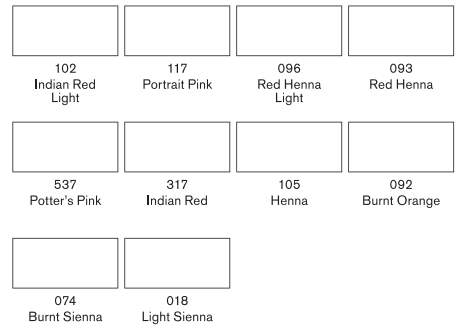 102
Indian Red
Light
117
Portrait Pink
096
Red Henna
Light
093
Red Henna
537
Potter's Pink
317
Indian Red
105
Henna
092
Burnt Orange
074
Burnt Sienna
018
Light Sienna